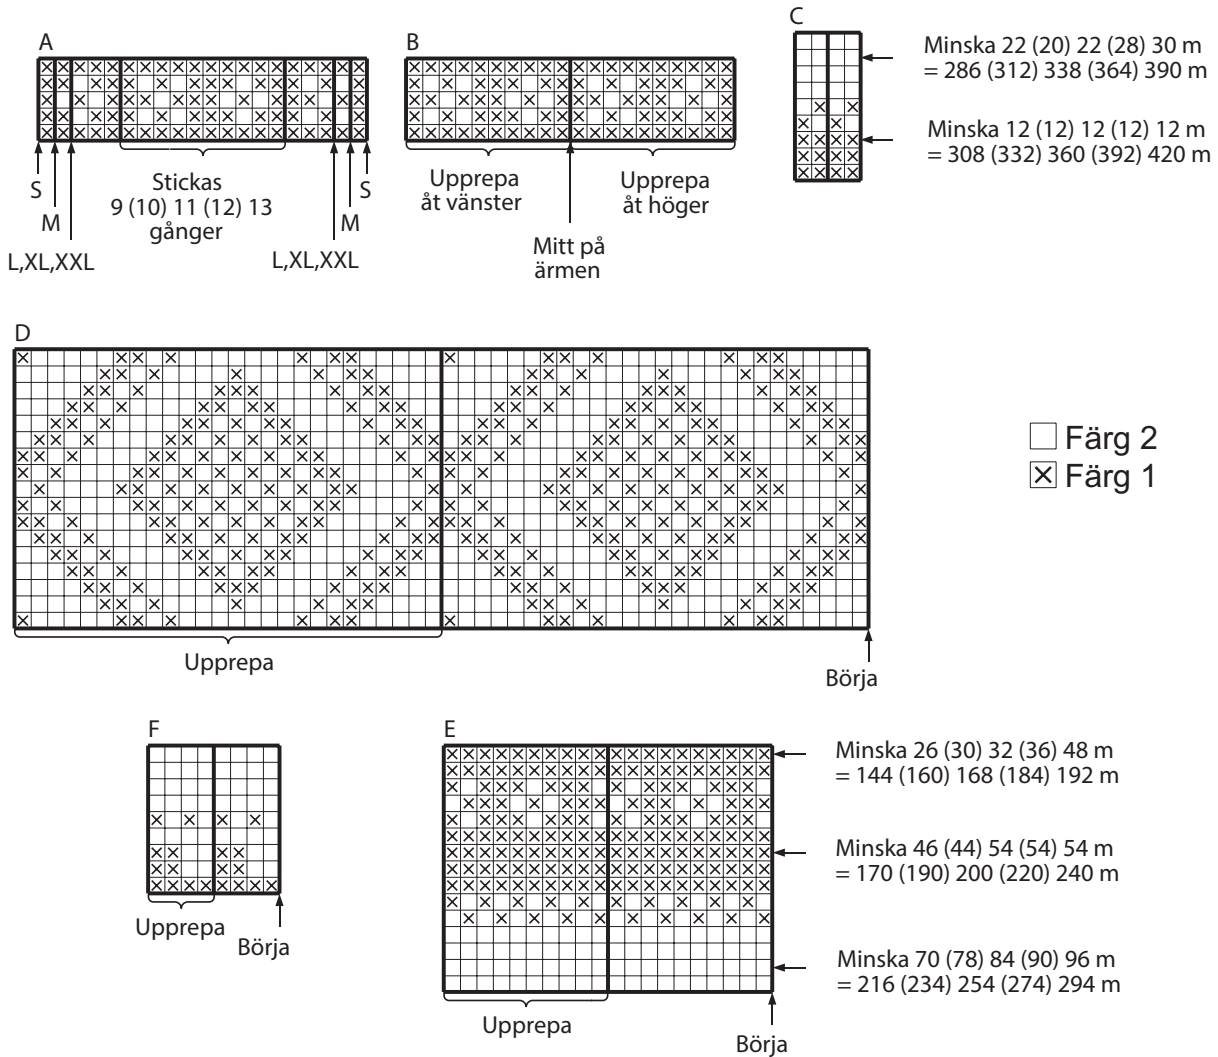 A
B
C
Minska 22 (20) 22 (28) 30 m
= 286 (312) 338 (364) 390 m
Minska 12 (12) 12 (12) 12 m
= 308 (332) 360 (392) 420 m
S
M
L,XL,XXL
Stickas
9 (10) 11 (12) 13
gånger
S
M
L,XL,XXL
Upprepa
åt vänster
Mitt på
ärmen
Upprepa
åt höger
D
Färg 2
Färg 1
Upprepa
Börja
F
Upprepa
Börja
E
Minska 26 (30) 32 (36) 48 m
= 144 (160) 168 (184) 192 m
Minska 46 (44) 54 (54) 54 m
= 170 (190) 200 (220) 240 m
Minska 70 (78) 84 (90) 96 m
= 216 (234) 254 (274) 294 m
Upprepa
Börja